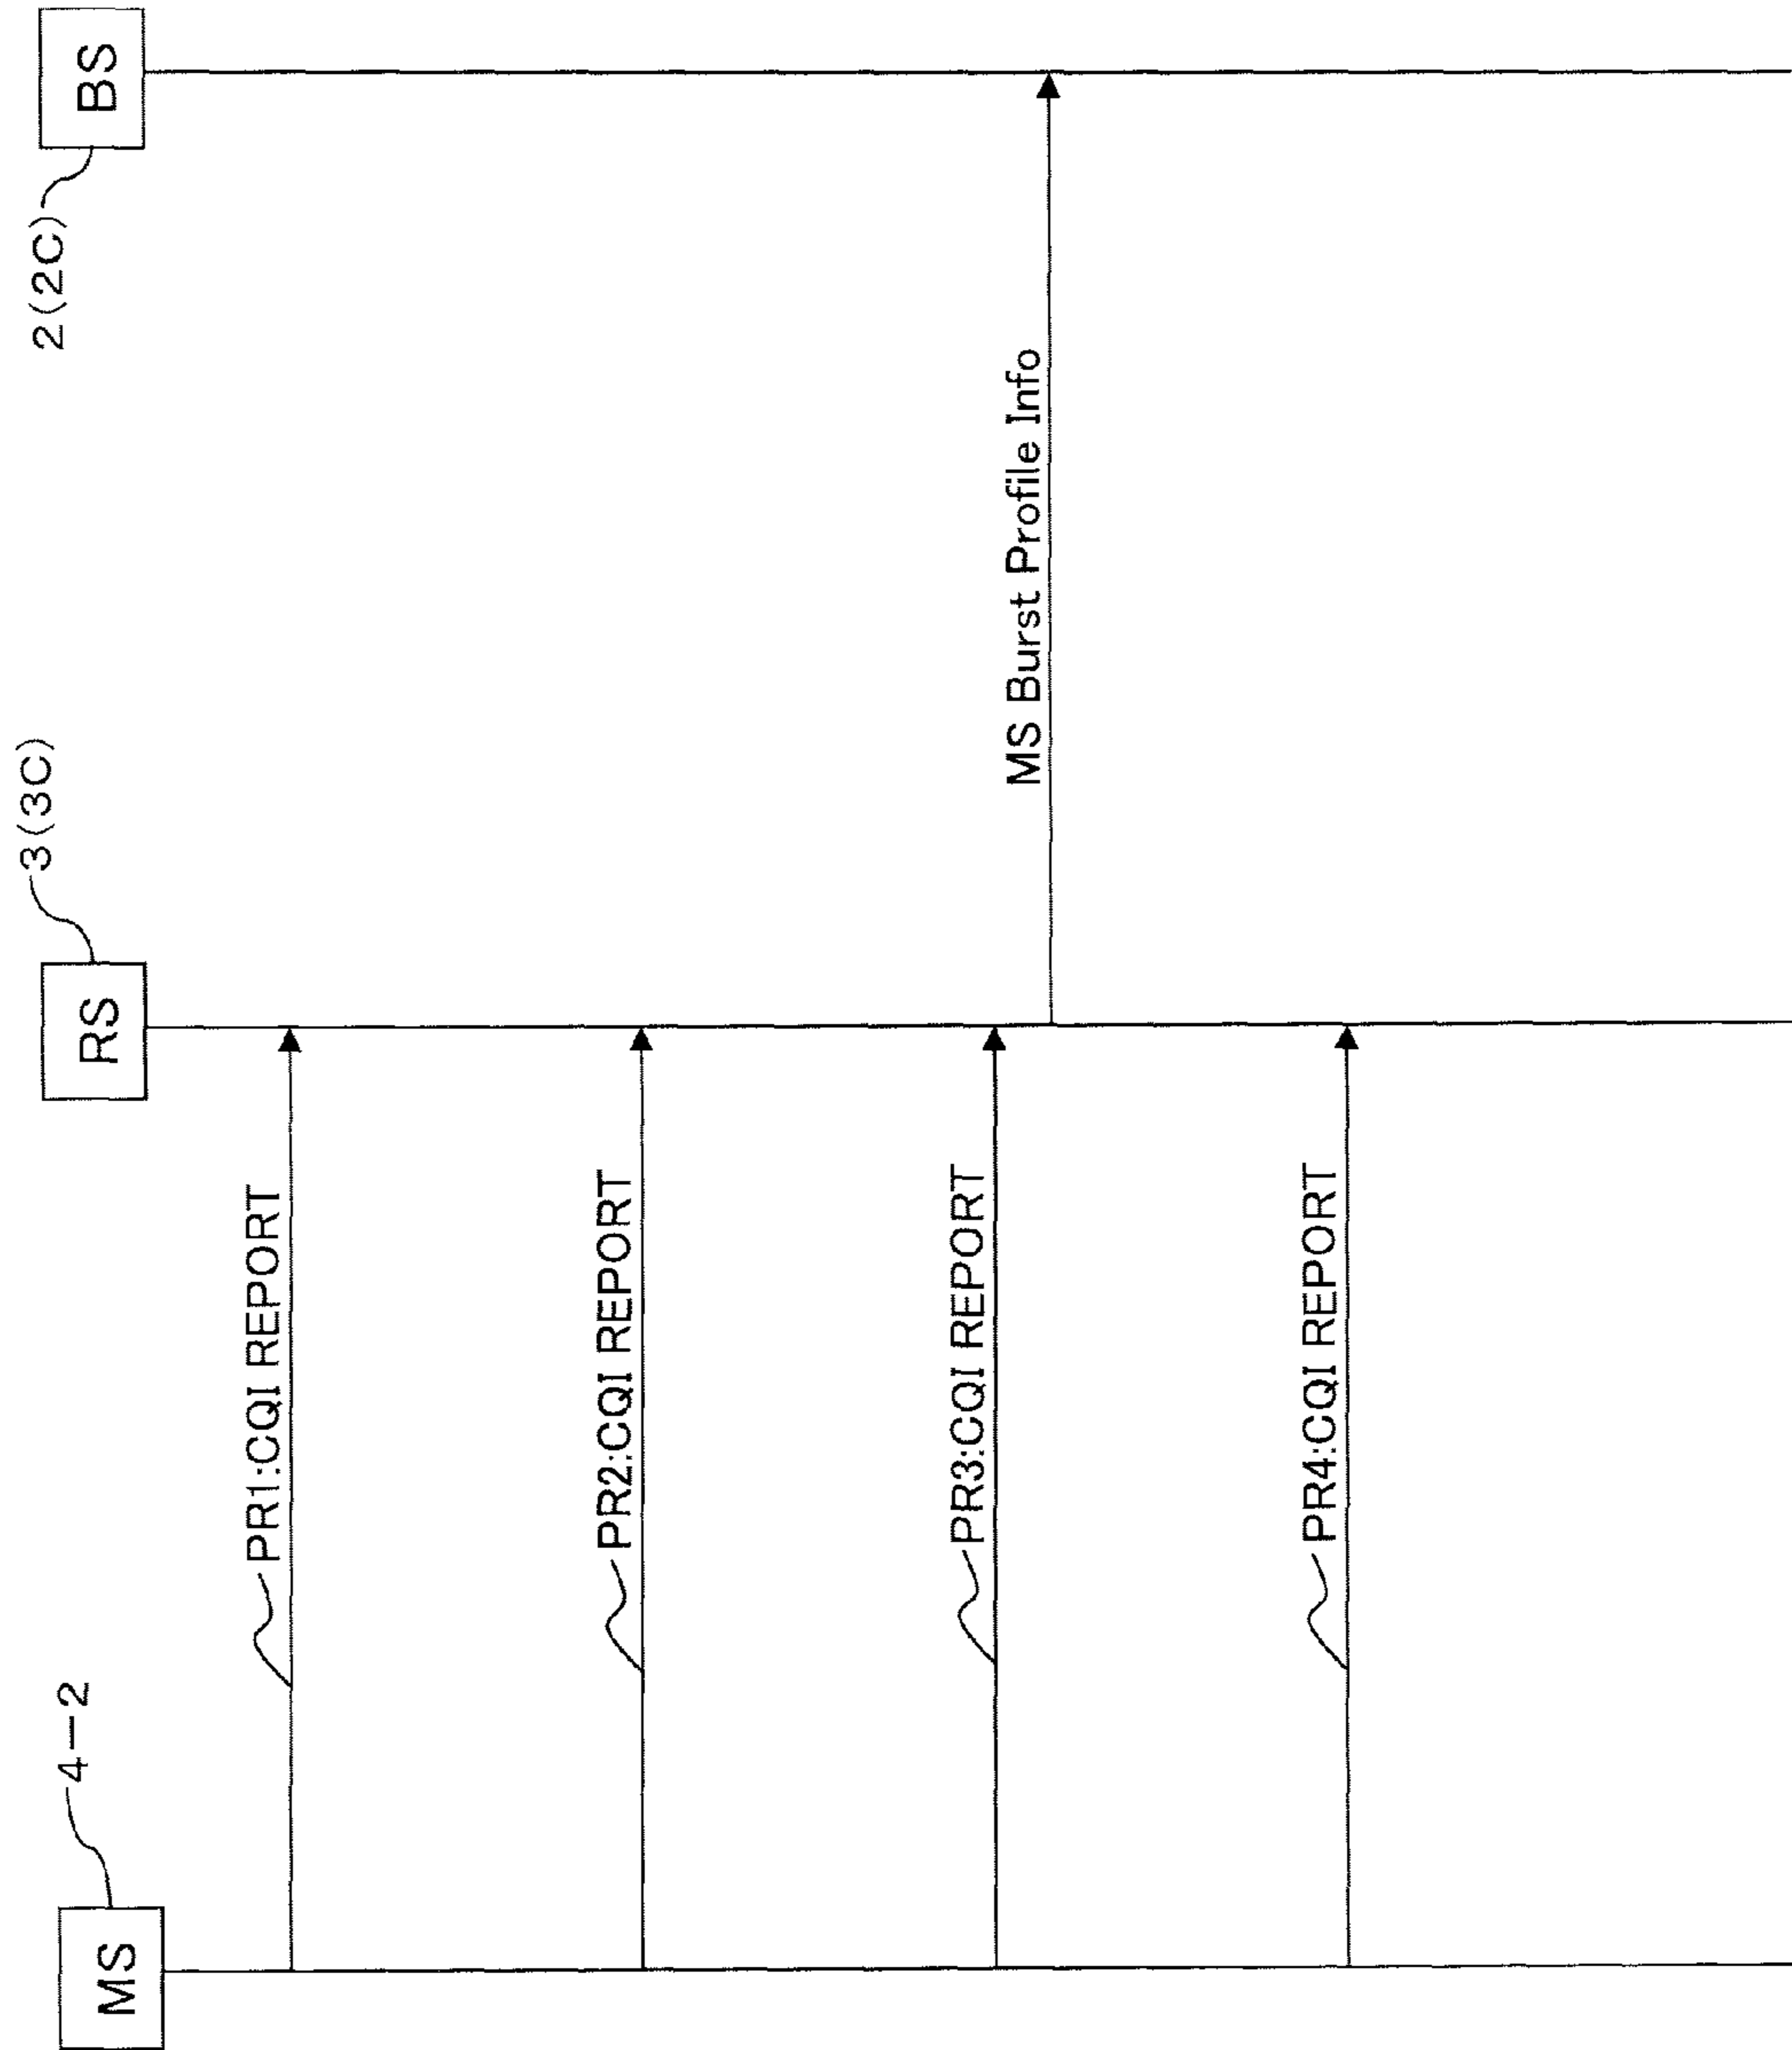 4-2
3(3C)
2(2C)
MS
RS
BS
PR1:CQI REPORT
PR2:CQI REPORT
PR3:CQI REPORT
MS Burst Profile Info
PR4:CQI REPORT